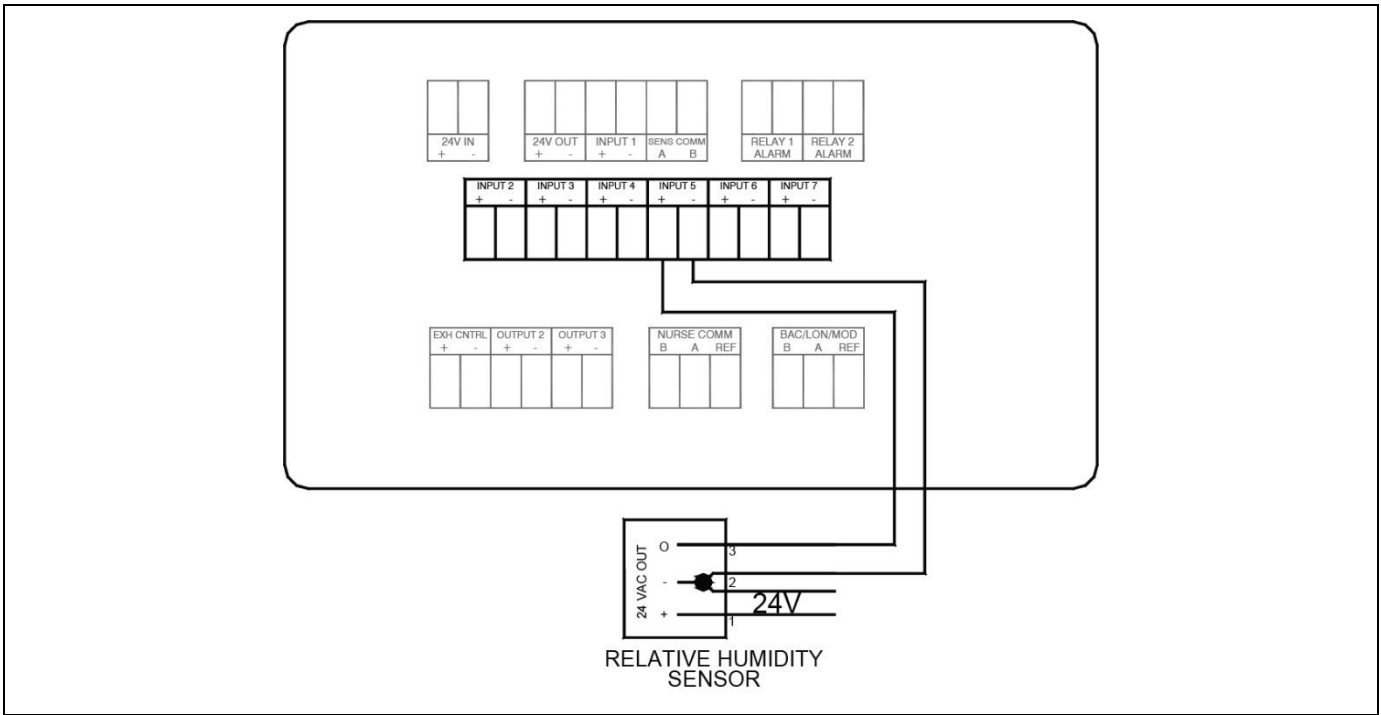 24V IN
+ -
24V OUT INPUT 1 SENS COMM
+ - + - A B
RELAY 1 RELAY 2
ALARM ALARM
INPUT 2 INPUT 3 INPUT 4 INPUT 5 INPUT 6 INPUT 7
+ - + - + - + - + - + -
EXH CNTRL OUTPUT 2 OUTPUT 3
+ - + - + -
NURSE COMM
B A REF
BAC/LON/MOD
B A REF
24 VAC OUT
O 3
- 2
24V
+ 1
RELATIVE HUMIDITY
SENSOR